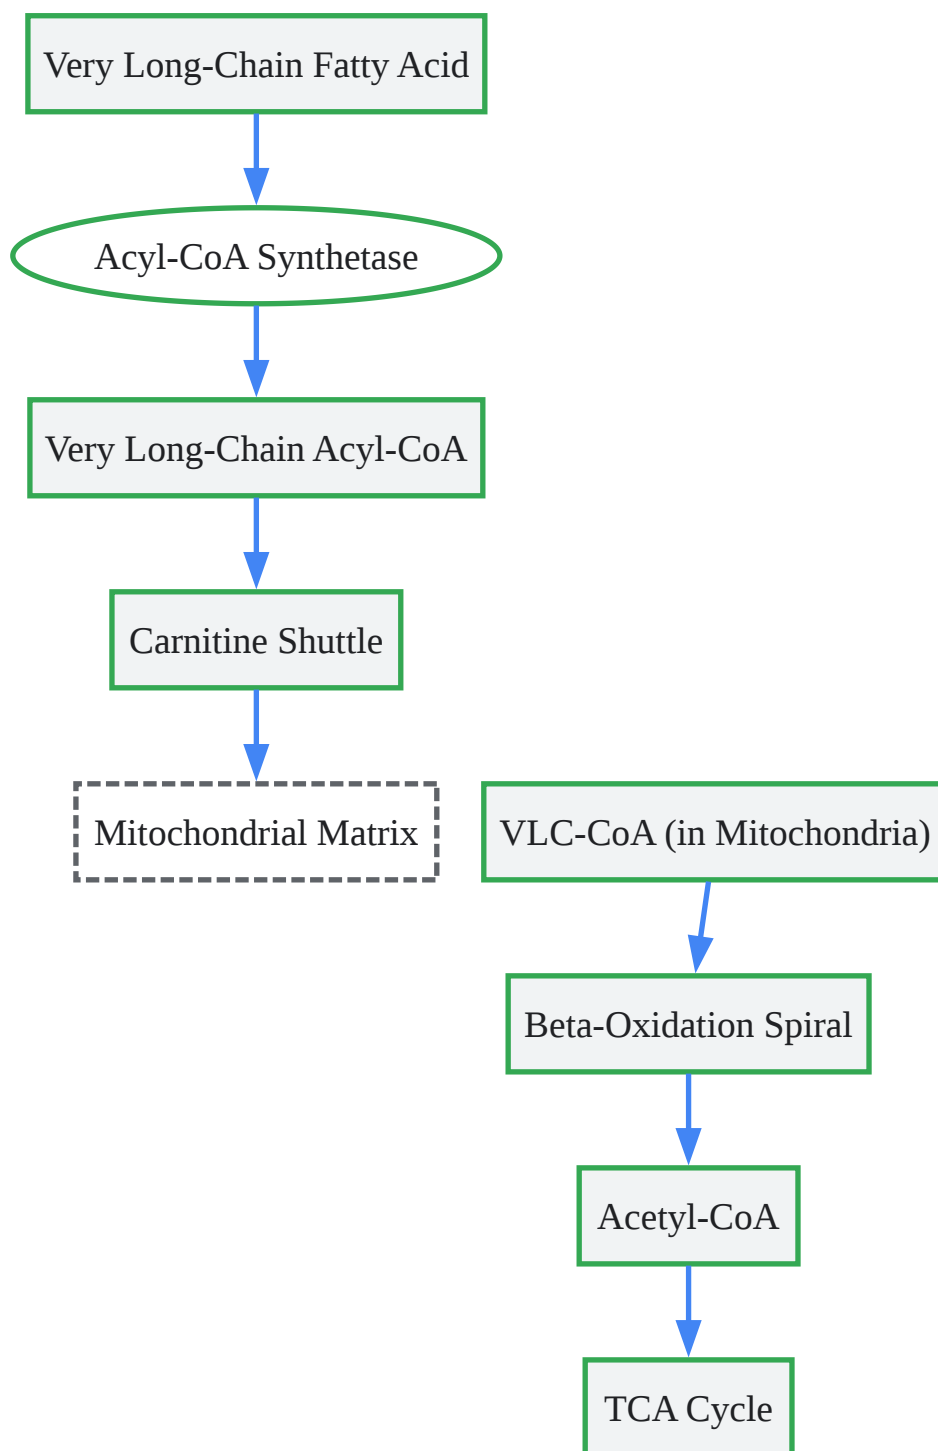 Very Long-Chain Fatty Acid
Acyl-CoA Synthetase
Very Long-Chain Acyl-CoA
Carnitine Shuttle
Mitochondrial Matrix
VLC-CoA (in Mitochondria)
Beta-Oxidation Spiral
Acetyl-CoA
TCA Cycle